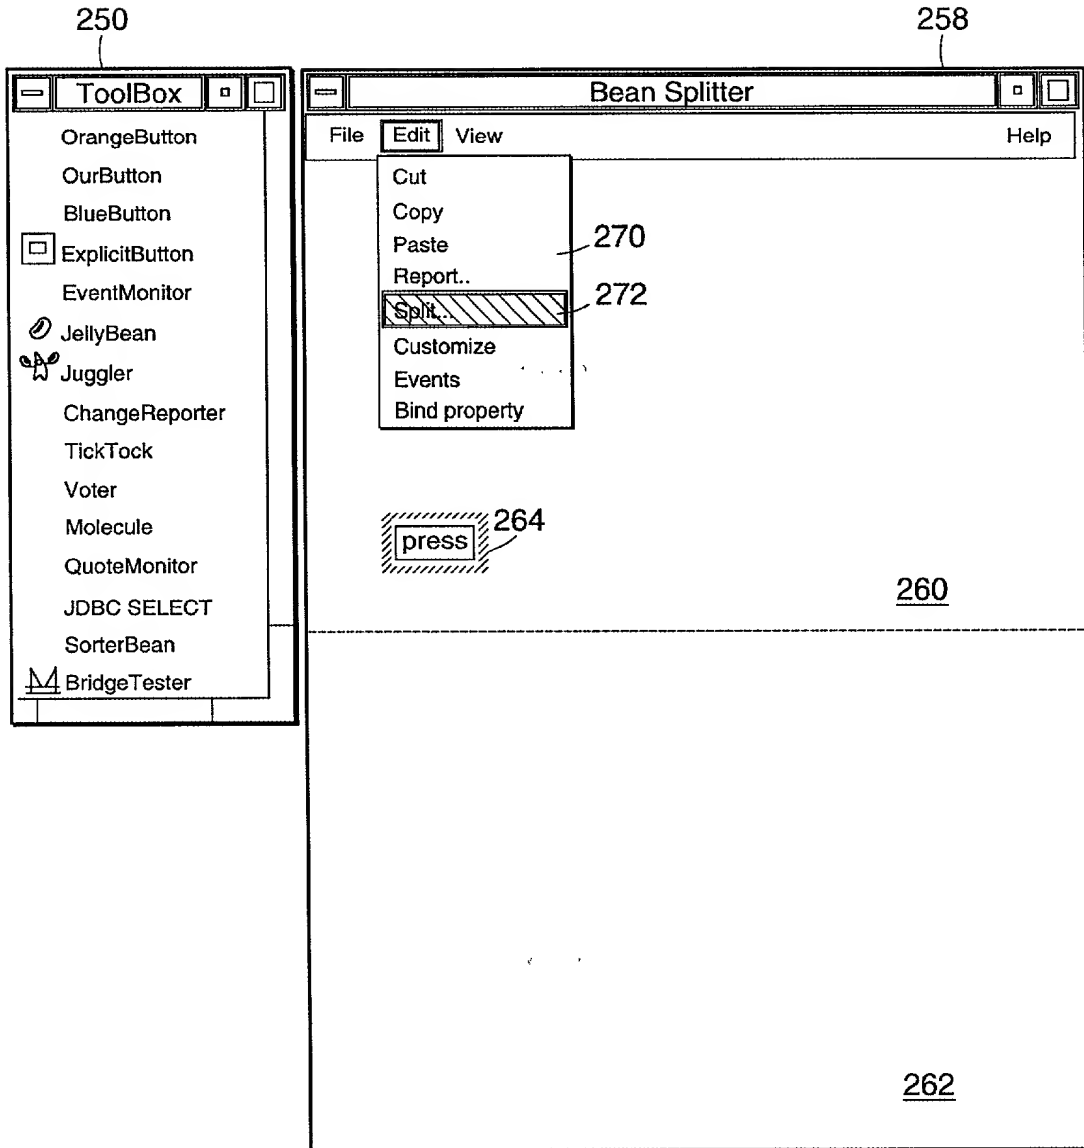 250
258
ToolBox
OrangeButton
OurButton
BlueButton
ExplicitButton
EventMonitor
JellyBean
Juggler
ChangeReporter
TickTock
Voter
Molecule
QuoteMonitor
JDBC SELECT
SorterBean
BridgeTester
Bean Splitter
File Edit View Help
Cut
Copy
Paste
Report..
Split...
Customize
Events
Bind property
270
272
press
264
260
262